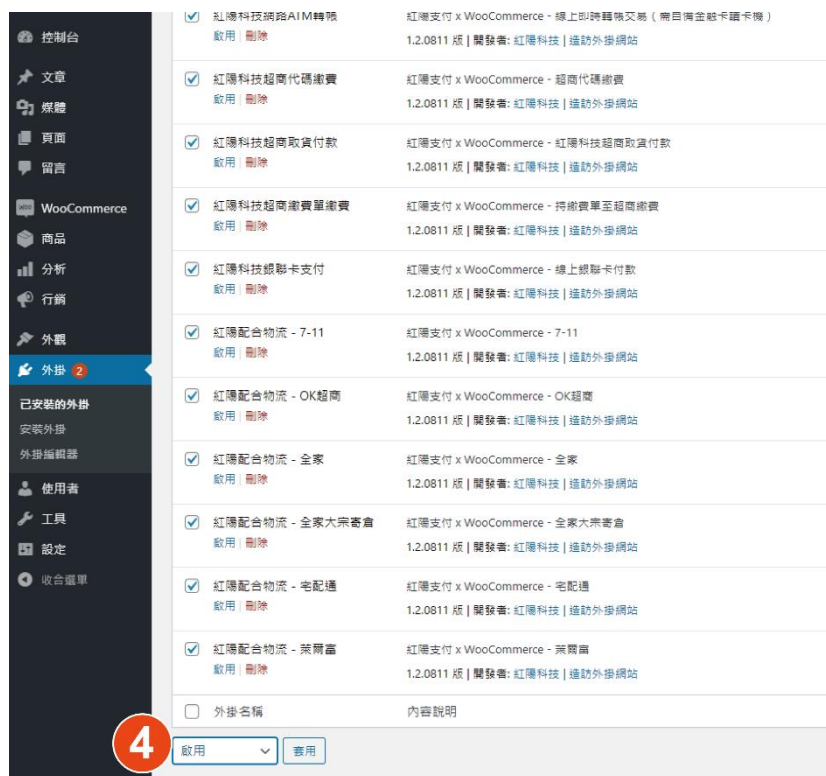 紅陽科技網路ATM轉帳
紅陽支付 x WooCommerce - 線上即時轉帳交易 ( 需自備金融卡讀卡機 )
啟用 | 刪除
1.2.0811 版 | 開發者: 紅陽科技 | 造訪外掛網站
控制台
文章
媒體
頁面
留言
WooCommerce
商品
分析
行銷
外觀
外掛 2
已安裝的外掛
安裝外掛
外掛編輯器
使用者
工具
設定
收合選單
紅陽科技超商代碼繳費
紅陽支付 x WooCommerce - 超商代碼繳費
啟用 | 刪除
1.2.0811 版 | 開發者: 紅陽科技 | 造訪外掛網站
紅陽科技超商取貨付款
紅陽支付 x WooCommerce - 紅陽科技超商取貨付款
啟用 | 刪除
1.2.0811 版 | 開發者: 紅陽科技 | 造訪外掛網站
紅陽科技超商繳費單繳費
紅陽支付 x WooCommerce - 持繳費單至超商繳費
啟用 | 刪除
1.2.0811 版 | 開發者: 紅陽科技 | 造訪外掛網站
紅陽科技銀聯卡支付
紅陽支付 x WooCommerce - 線上銀聯卡付款
啟用 | 刪除
1.2.0811 版 | 開發者: 紅陽科技 | 造訪外掛網站
紅陽配合物流 - 7-11
紅陽支付 x WooCommerce - 7-11
啟用 | 刪除
1.2.0811 版 | 開發者: 紅陽科技 | 造訪外掛網站
紅陽配合物流 - OK超商
紅陽支付 x WooCommerce - OK超商
啟用 | 刪除
1.2.0811 版 | 開發者: 紅陽科技 | 造訪外掛網站
紅陽配合物流 - 全家
紅陽支付 x WooCommerce - 全家
啟用 | 刪除
1.2.0811 版 | 開發者: 紅陽科技 | 造訪外掛網站
紅陽配合物流 - 全家大宗寄倉
紅陽支付 x WooCommerce - 全家大宗寄倉
啟用 | 刪除
1.2.0811 版 | 開發者: 紅陽科技 | 造訪外掛網站
紅陽配合物流 - 宅配通
紅陽支付 x WooCommerce - 宅配通
啟用 | 刪除
1.2.0811 版 | 開發者: 紅陽科技 | 造訪外掛網站
紅陽配合物流 - 萊爾富
紅陽支付 x WooCommerce - 萊爾富
啟用 | 刪除
1.2.0811 版 | 開發者: 紅陽科技 | 造訪外掛網站
外掛名稱
內容說明
4
啟用
套用